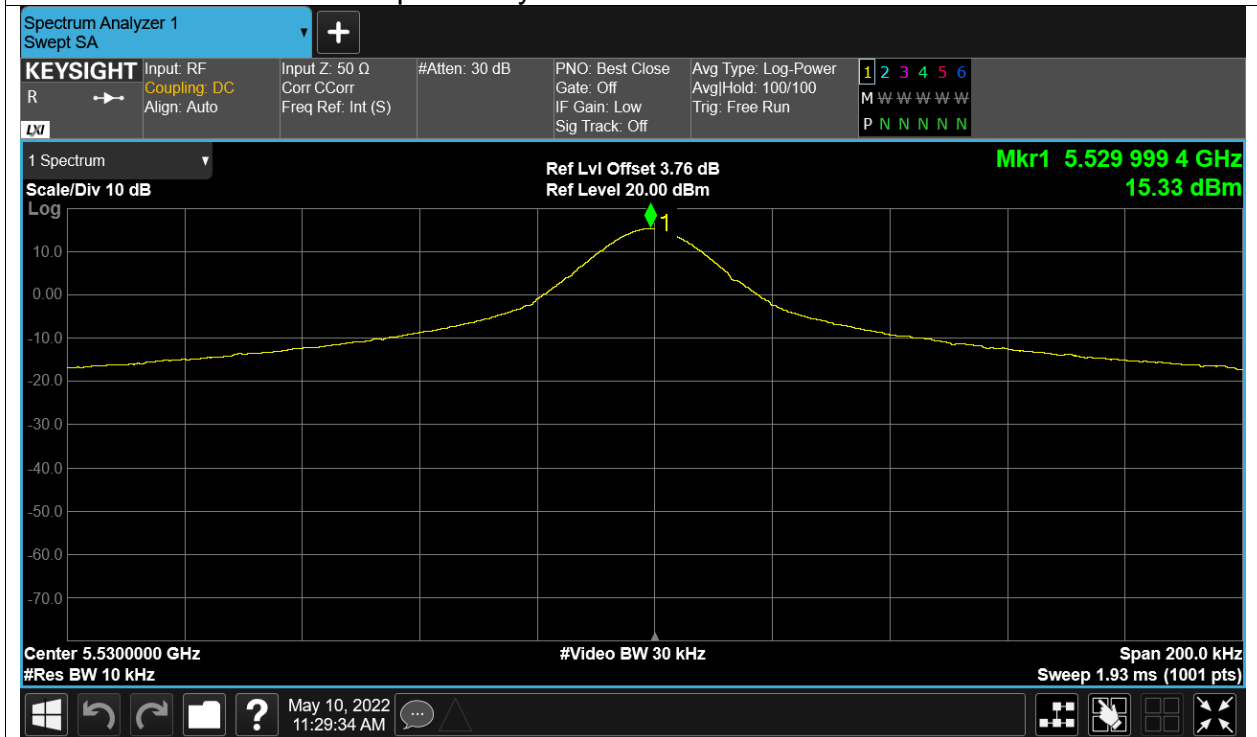 Spectrum Analyzer 1
Swept SA
KEYSIGHT
R
LXI
Input: RF
Coupling: DC
Align: Auto
Input Z: 50 Ω
Corr CCorr
Freq Ref: Int (S)
#Atten: 30 dB
PNO: Best Close
Gate: Off
IF Gain: Low
Sig Track: Off
Avg Type: Log-Power
Avg|Hold: 100/100
Trig: Free Run
1 2 3 4 5 6
M W W W W W
P N N N N N N
1 Spectrum
Scale/Div 10 dB
Log
Ref Lvl Offset 3.76 dB
Ref Level 20.00 dBm
Mkr1 5.529 999 4 GHz
15.33 dBm
1
10.0
0.00
-10.0
-20.0
-30.0
-40.0
-50.0
-60.0
-70.0
Center 5.5300000 GHz
#Res BW 10 kHz
#Video BW 30 kHz
Span 200.0 kHz
Sweep 1.93 ms (1001 pts)
?
May 10, 2022
11:29:34 AM